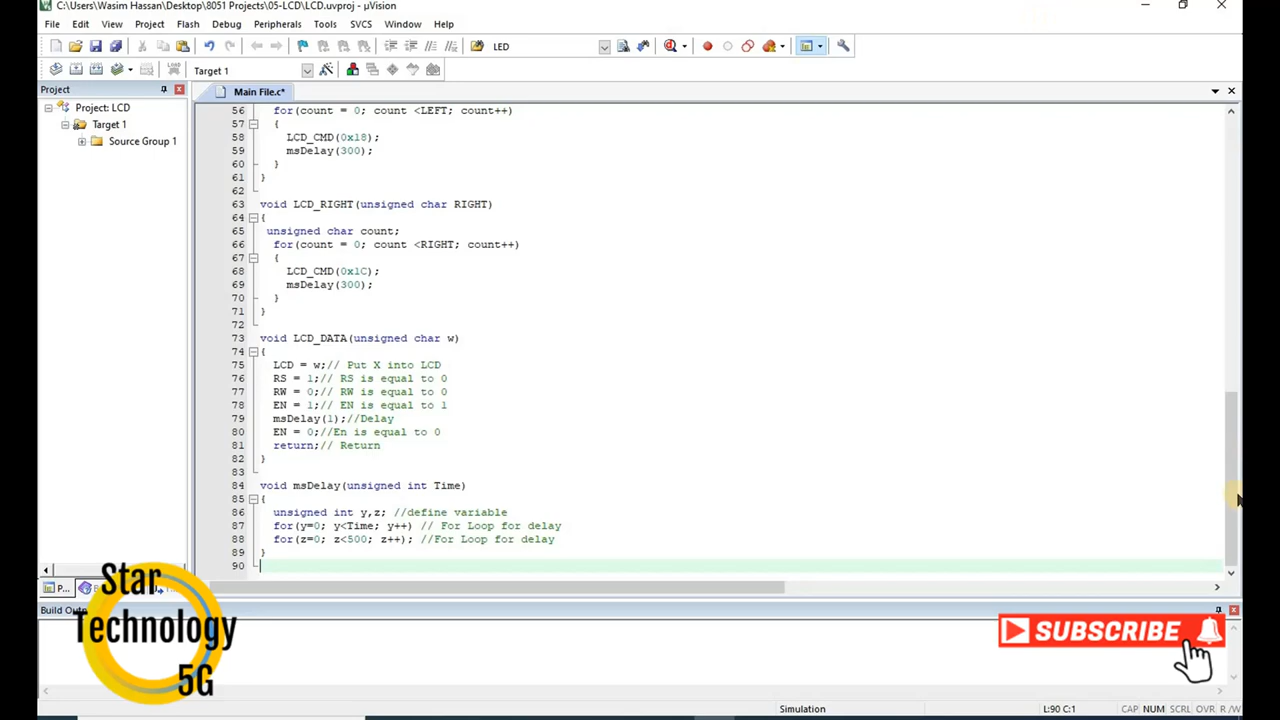 C:\Users\Wasim Hassan\Desktop\8051 Projects\05-LCD\LCD.uvproj - µVision
File Edit View Project Flash Debug Peripherals Tools SVCS Window Help
LED
LOAD Target 1
Project
Main File.c*
Project: LCD
Target 1
Source Group 1
56 for(count = 0; count <LEFT; count++)
57 {
58 LCD_CMD(0x18);
59 msDelay(300);
60 }
61 }
62
63 void LCD_RIGHT(unsigned char RIGHT)
64 {
65 unsigned char count;
66 for(count = 0; count <RIGHT; count++)
67 {
68 LCD_CMD(0x1C);
69 msDelay(300);
70 }
71 }
72
73 void LCD_DATA(unsigned char w)
74 {
75 LCD = w;// Put X into LCD
76 RS = 1;// RS is equal to 0
77 RW = 0;// RW is equal to 0
78 EN = 1;// EN is equal to 1
79 msDelay(1);//Delay
80 EN = 0;//En is equal to 0
81 return;// Return
82 }
83
84 void msDelay(unsigned int Time)
85 {
86 unsigned int y,z; //define variable
87 for(y=0; y<Time; y++) // For Loop for delay
88 for(z=0; z<500; z++); //For Loop for delay
89 }
90
P...
Build Outp
Star
Technology
5G
SUBSCRIBE
Simulation L:90 C:1 CAP NUM SCRL OVR R/W